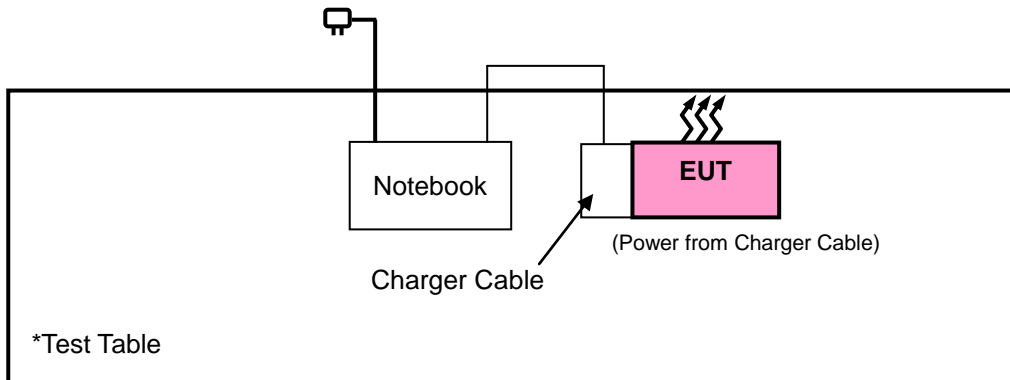 Notebook
EUT
(Power from Charger Cable)
Charger Cable
*Test Table